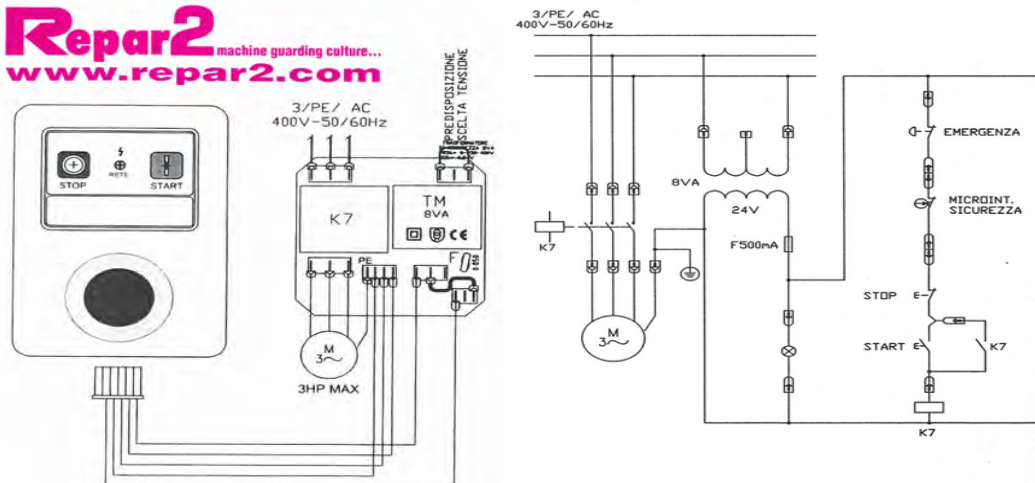 Repar2 machine guarding culture...
www.repar2.com
STOP
RETE
START
3/PE/ AC
400V-50/60Hz
PREDISPOSIZIONE
SCELTA TENSIONE
K7
TM
8VA
CE
PE
F
M
3~
3HP MAX
3/PE/ AC
400V-50/60Hz
8VA
24V
F500mA
K7
M
3~
EMERGENZA
MICROINT.
SICUREZZA
STOP
START
K7
K7